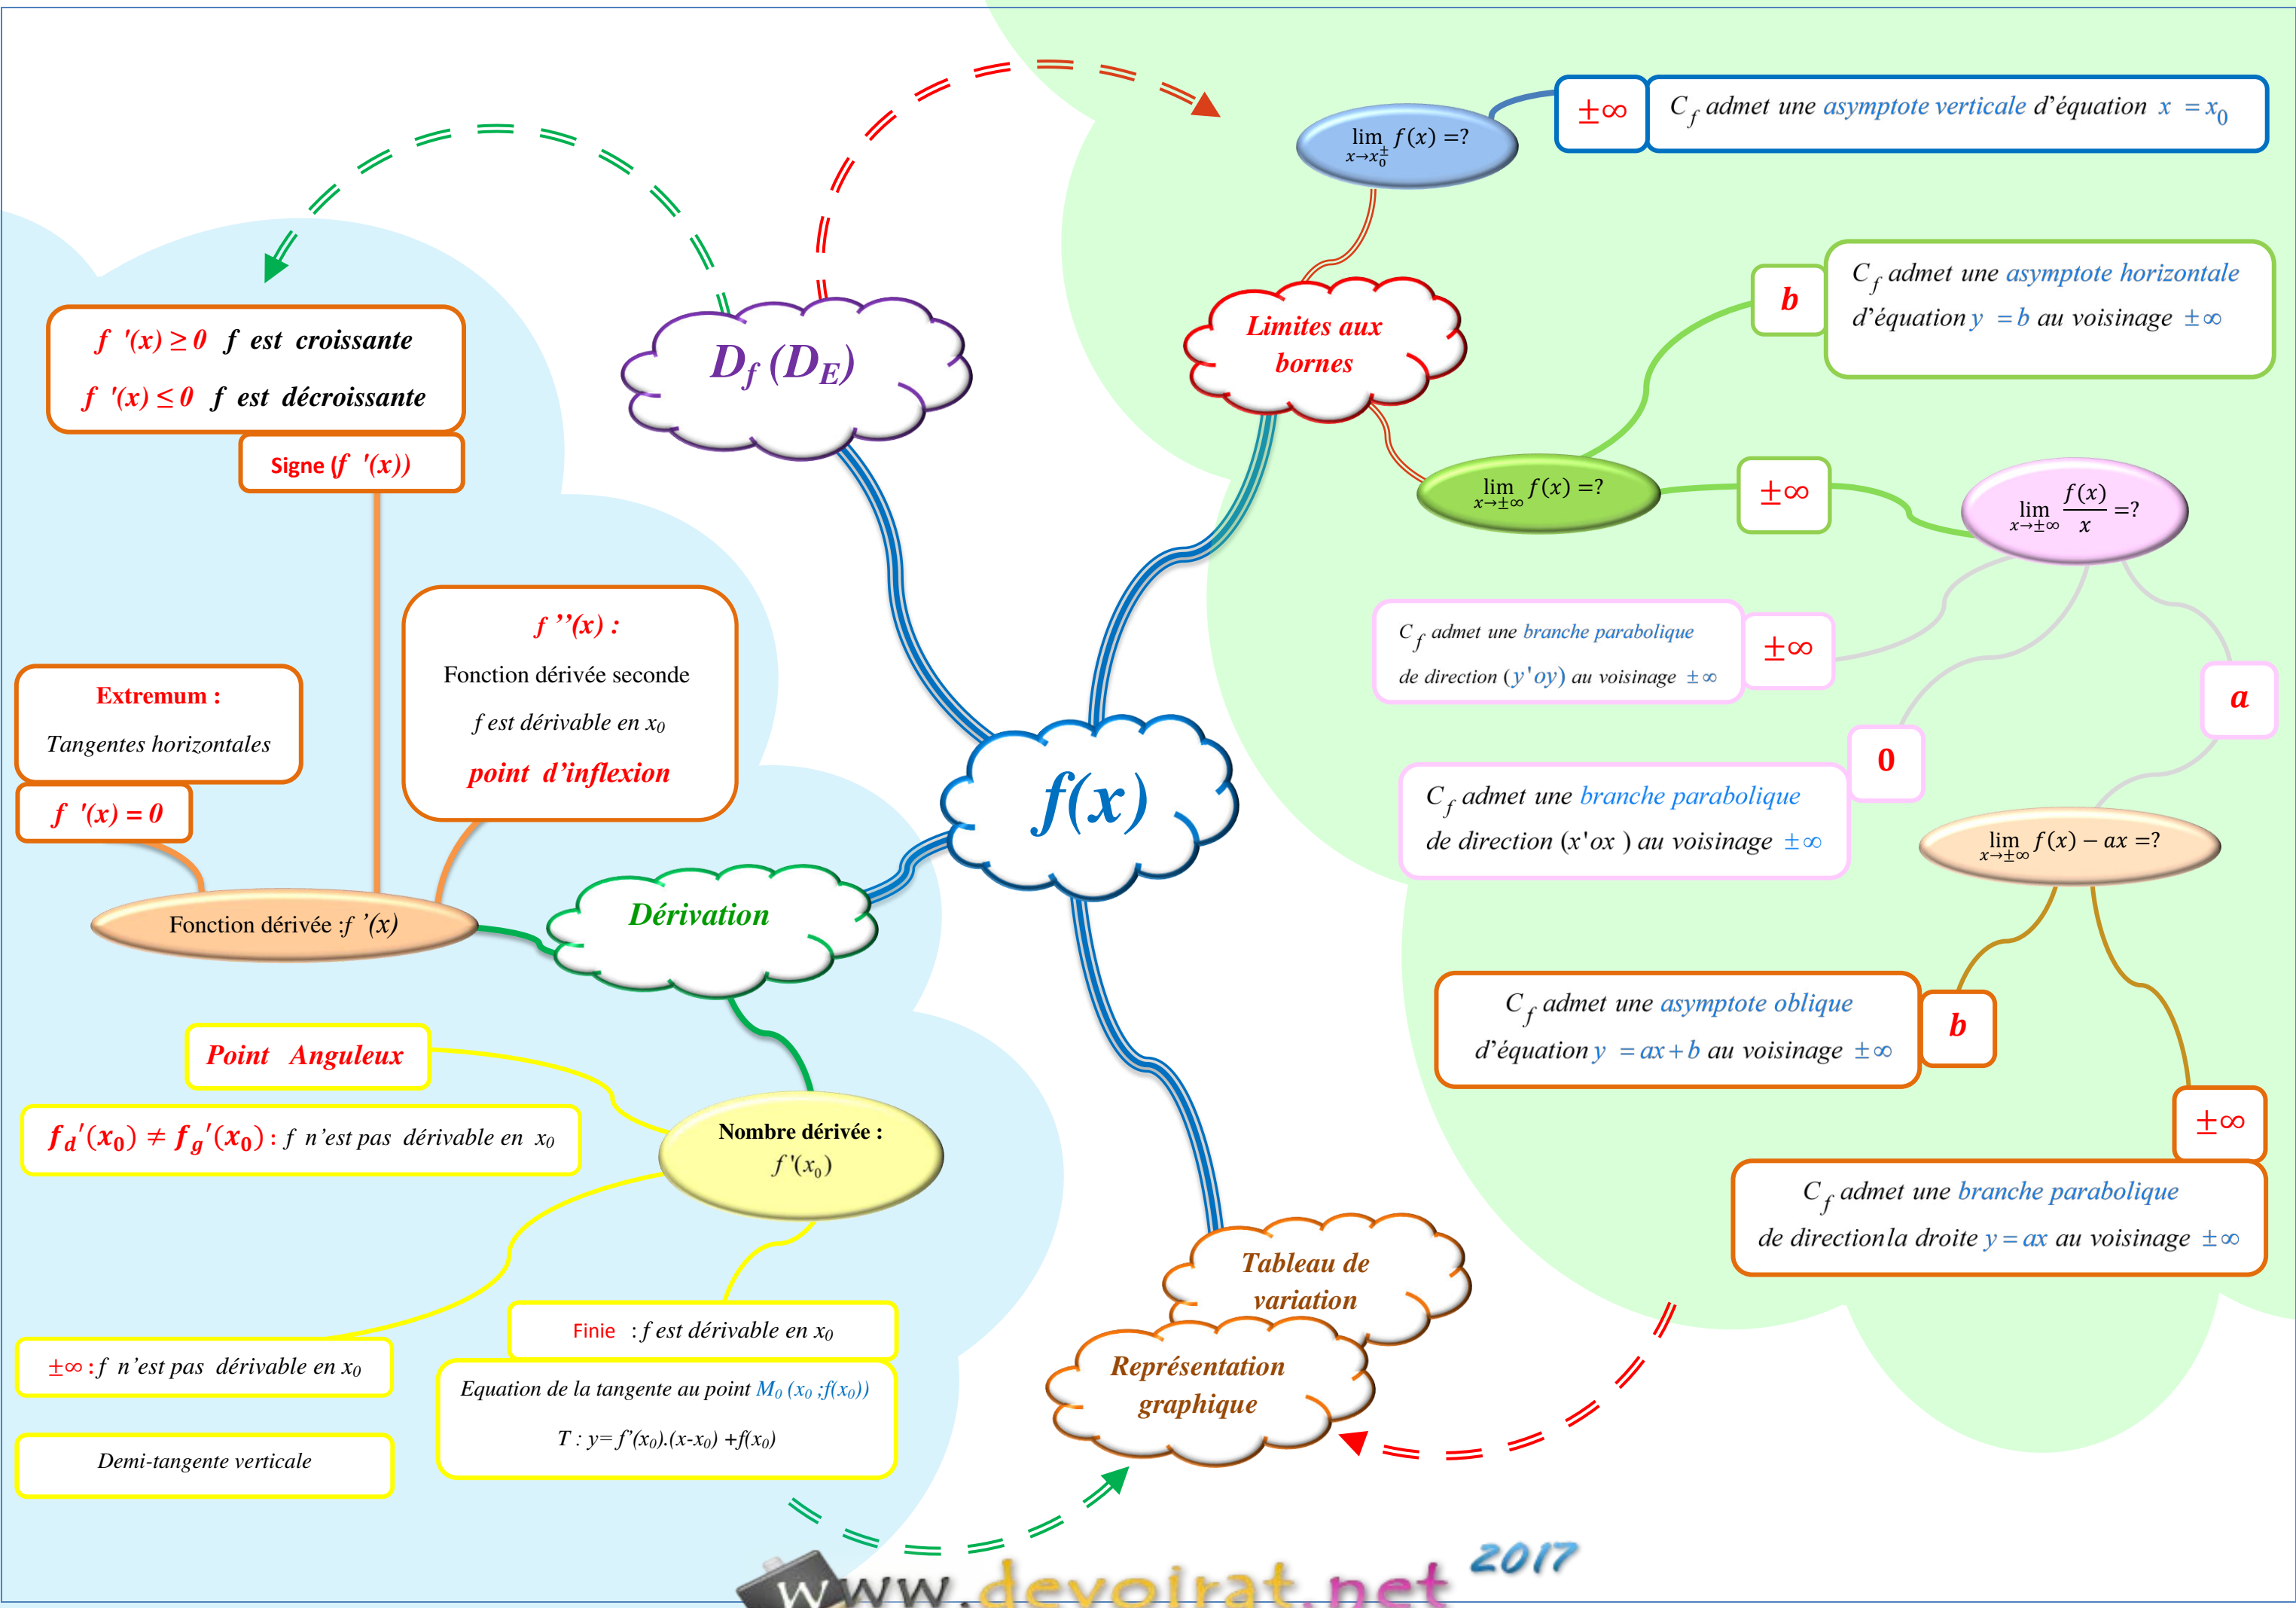 lim x→x₀± f(x) =?
±∞
C_f admet une asymptote verticale d'équation x = x₀
D_f (D_E)
Limites aux
bornes
b
C_f admet une asymptote horizontale
d'équation y = b au voisinage ±∞
f '(x) ≥ 0 f est croissante
f '(x) ≤ 0 f est décroissante
Signe (f '(x))
lim x→±∞ f(x) =?
±∞
lim x→±∞ f(x)/x =?
f ''(x) :
Fonction dérivée seconde
f est dérivable en x₀
point d'inflexion
C_f admet une branche parabolique
de direction (y'oy) au voisinage ±∞
±∞
a
Extremum :
Tangentes horizontales
f '(x) = 0
f(x)
0
C_f admet une branche parabolique
de direction (x'ox ) au voisinage ±∞
lim x→±∞ f(x) − ax =?
Fonction dérivée :f '(x)
Dérivation
C_f admet une asymptote oblique
d'équation y = ax+b au voisinage ±∞
b
Point Anguleux
f_d'(x₀) ≠ f_g'(x₀) : f n'est pas dérivable en x₀
Nombre dérivée :
f'(x₀)
±∞
C_f admet une branche parabolique
de directionla droite y = ax au voisinage ±∞
Tableau de
variation
Représentation
graphique
±∞ : f n'est pas dérivable en x₀
Demi-tangente verticale
Finie : f est dérivable en x₀
Equation de la tangente au point M₀ (x₀ ;f(x₀))
T : y= f'(x₀).(x-x₀) +f(x₀)
www.devoirat.net 2017